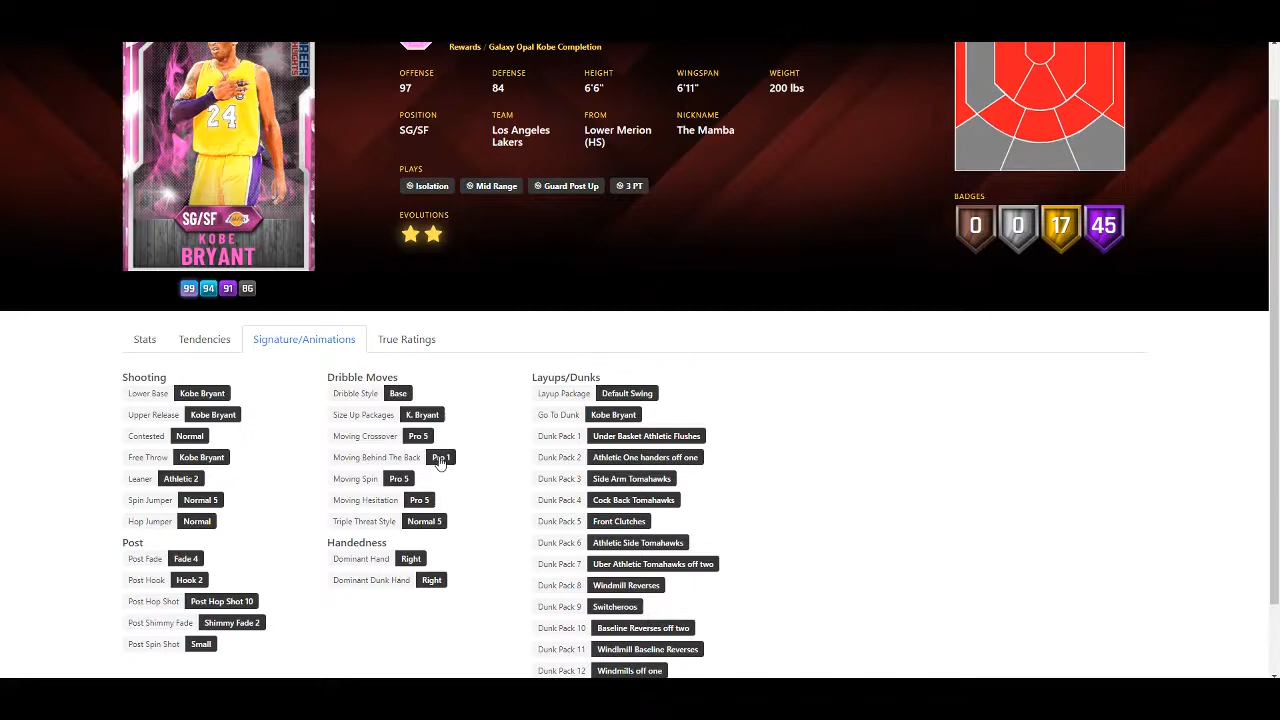 Rewards / Galaxy Opal Kobe Completion
OFFENSE DEFENSE HEIGHT WINGSPAN WEIGHT
97 84 6'6" 6'11" 200 lbs
POSITION TEAM FROM NICKNAME
SG/SF Los Angeles Lakers Lower Merion (HS) The Mamba
PLAYS
Isolation Mid Range Guard Post Up 3 PT
EVOLUTIONS
24
SG/SF
KOBE
BRYANT
99 94 91 86
BADGES
0 0 17 45
Stats Tendencies Signature/Animations True Ratings
Shooting
Lower Base Kobe Bryant
Upper Release Kobe Bryant
Contested Normal
Free Throw Kobe Bryant
Leaner Athletic 2
Spin Jumper Normal 5
Hop Jumper Normal
Post
Post Fade Fade 4
Post Hook Hook 2
Post Hop Shot Post Hop Shot 10
Post Shimmy Fade Shimmy Fade 2
Post Spin Shot Small
Dribble Moves
Dribble Style Base
Size Up Packages K. Bryant
Moving Crossover Pro 5
Moving Behind The Back Pro 1
Moving Spin Pro 5
Moving Hesitation Pro 5
Triple Threat Style Normal 5
Handedness
Dominant Hand Right
Dominant Dunk Hand Right
Layups/Dunks
Layup Package Default Swing
Go To Dunk Kobe Bryant
Dunk Pack 1 Under Basket Athletic Flushes
Dunk Pack 2 Athletic One handers off one
Dunk Pack 3 Side Arm Tomahawks
Dunk Pack 4 Cock Back Tomahawks
Dunk Pack 5 Front Clutches
Dunk Pack 6 Athletic Side Tomahawks
Dunk Pack 7 Uber Athletic Tomahawks off two
Dunk Pack 8 Windmill Reverses
Dunk Pack 9 Switcheroos
Dunk Pack 10 Baseline Reverses off two
Dunk Pack 11 Windlmill Baseline Reverses
Dunk Pack 12 Windmills off one